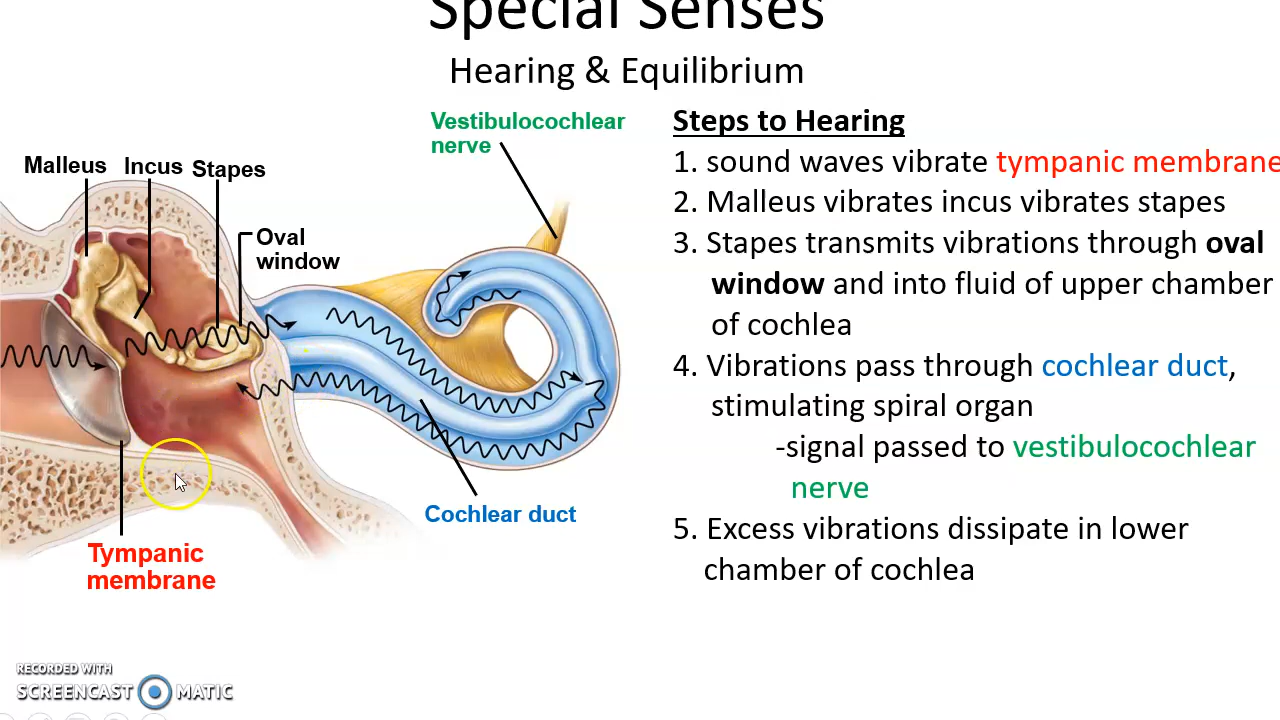 Special Senses
Hearing & Equilibrium
Vestibulocochlear
nerve
Malleus Incus Stapes
Oval
window
Cochlear duct
Tympanic
membrane
Steps to Hearing
1. sound waves vibrate tympanic membrane
2. Malleus vibrates incus vibrates stapes
3. Stapes transmits vibrations through oval
window and into fluid of upper chamber
of cochlea
4. Vibrations pass through cochlear duct,
stimulating spiral organ
-signal passed to vestibulocochlear
nerve
5. Excess vibrations dissipate in lower
chamber of cochlea
RECORDED WITH
SCREENCAST MATIC